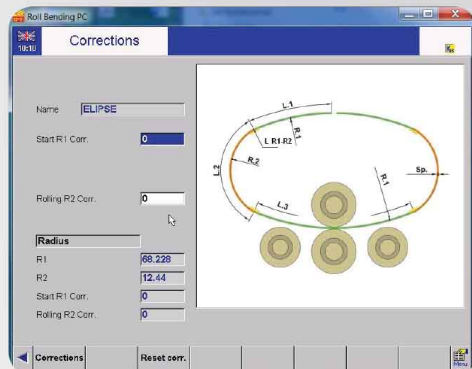 Roll Bending PC
10:10
Corrections
Name ELIPSE
Start R1 Corr. 0
Rolling R2 Corr. 0
Radius
R1 68.228
R2 12.44
Start R1 Corr. 0
Rolling R2 Corr. 0
L.1
L R1-R2
R.1
L.2
R.2
Sp.
R.1
L.3
Corrections
Reset corr.
Menu